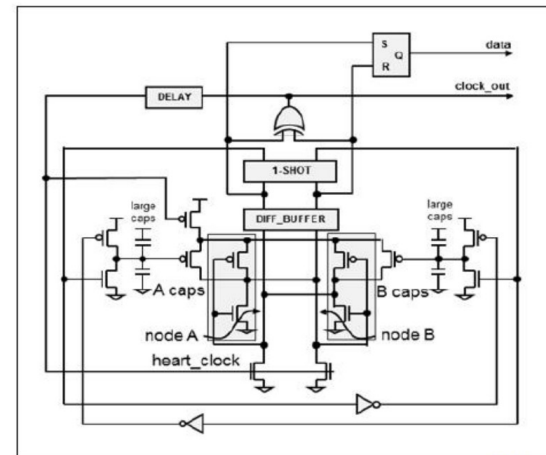 S
Q
R
data
clock_out
DELAY
1-SHOT
large
caps
DIFF_BUFFER
large
caps
A caps
B caps
node A
node B
heart_clock